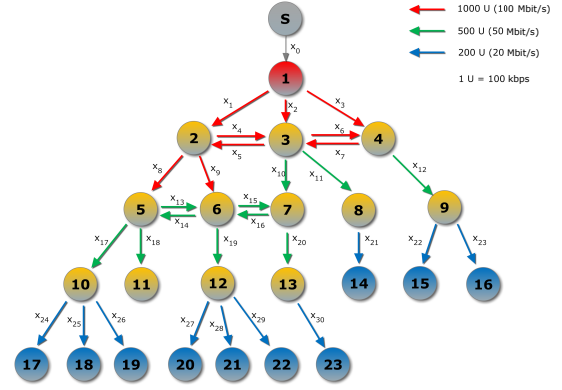 S
1000 U (100 Mbit/s)
500 U (50 Mbit/s)
200 U (20 Mbit/s)
1 U = 100 kbps
x0
1
x1
x2
x3
2
x4
x5
3
x6
x7
4
x8
x9
x10
x11
x12
5
x13
x14
6
x15
x16
7
8
9
x17
x18
x19
x20
x21
x22
x23
10
11
12
13
14
15
16
x24
x25
x26
x27
x28
x29
x30
17
18
19
20
21
22
23